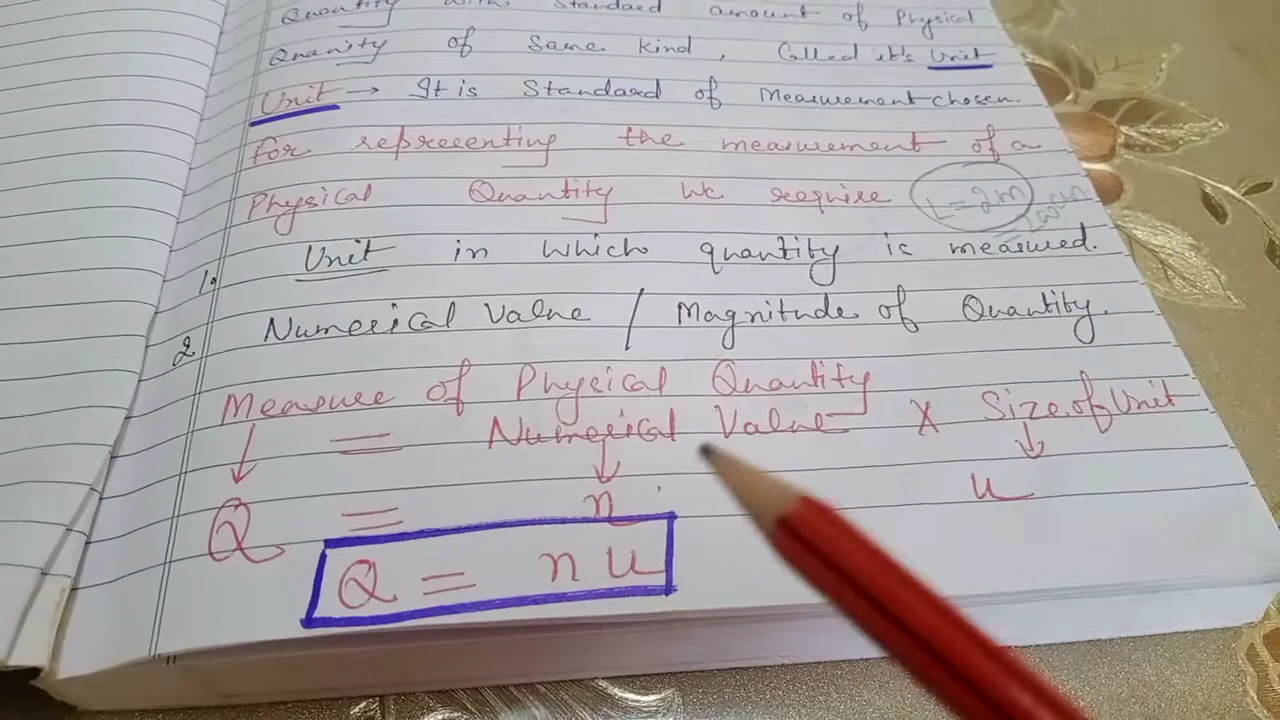 Quantity with Standard amount of Physical
Quanity of Same kind, Called it's Unit
Unit → It is Standard of Measurement chosen.
for representing the measurement of a
Physical Quantity We require L = 2m
200cm
1. Unit in which quantity is measured.
2 Numerical Value / Magnitude of Quantity.
Measure of Physical Quantity
= Numerical Value X Size of Unit
Q = n u
Q = n u